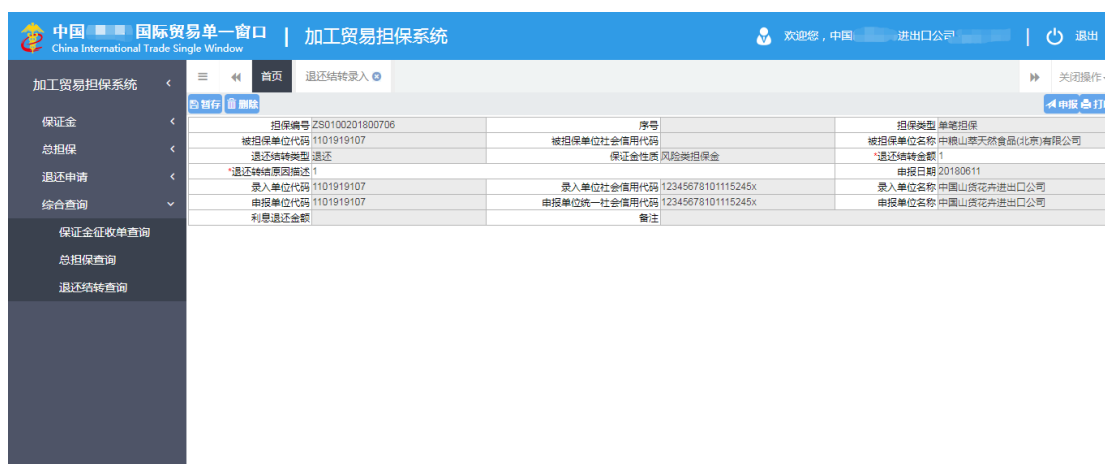 中国 国际贸易单一窗口 | 加工贸易担保系统 欢迎您，中国 进出口公司 | 退出
China International Trade Single Window
加工贸易担保系统 首页 退还结转录入 关闭操作
暂存 删除 申报 打
保证金
总担保
退还申请
综合查询
保证金征收单查询
总担保查询
退还结转查询
担保编号 ZS0100201800706 序号 担保类型 单笔担保
被担保单位代码 1101919107 被担保单位社会信用代码 被担保单位名称 中粮山萃天然食品(北京)有限公司
退还结转类型 退还 保证金性质 风险类担保金 *退还结转金额 1
*退还转结原因描述 1 申报日期 20180611
录入单位代码 1101919107 录入单位社会信用代码 12345678101115245x 录入单位名称 中国山货花卉进出口公司
申报单位代码 1101919107 申报单位统一社会信用代码 12345678101115245x 申报单位名称 中国山货花卉进出口公司
利息退还金额 备注